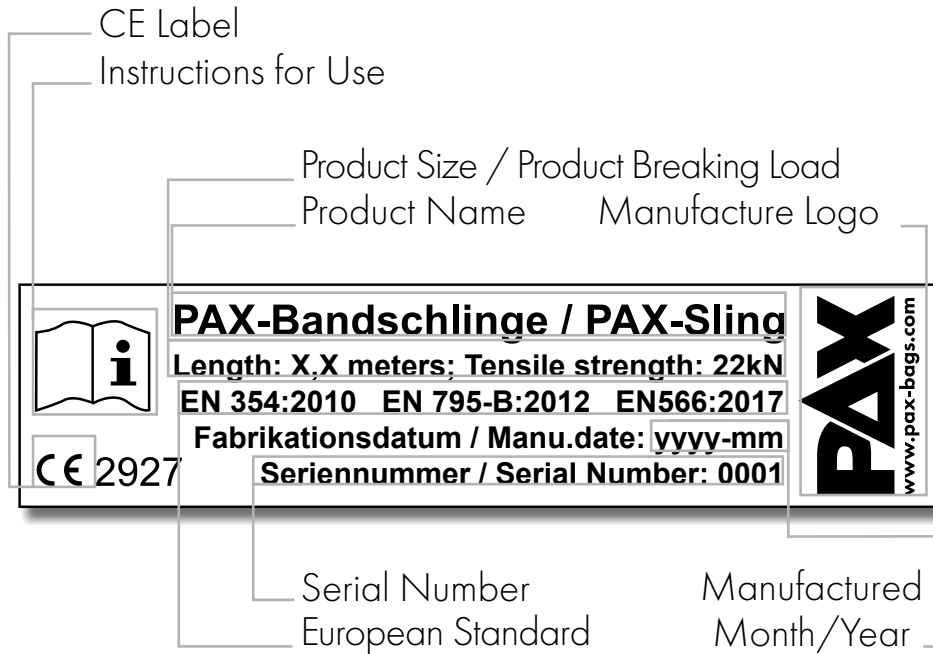 CE Label
Instructions for Use
Product Size / Product Breaking Load
Product Name
Manufacture Logo
PAX-Bandschlinge / PAX-Sling
Length: X,X meters; Tensile strength: 22kN
EN 354:2010 EN 795-B:2012 EN566:2017
Fabrikationsdatum / Manu.date: yyyy-mm
Seriennummer / Serial Number: 0001
i
CE 2927
PAX
www.pax-bags.com
Serial Number
European Standard
Manufactured
Month/Year